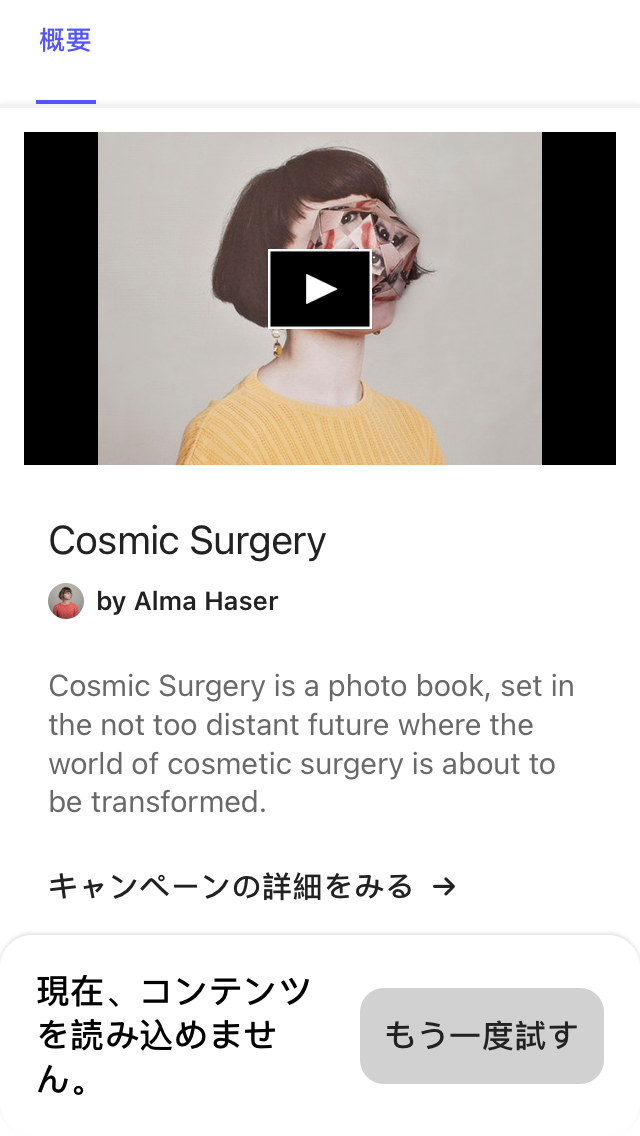 概要
Cosmic Surgery
by Alma Haser
Cosmic Surgery is a photo book, set in
the not too distant future where the
world of cosmetic surgery is about to
be transformed.
キャンペーンの詳細をみる →
現在、コンテンツ
を読み込めませ
ん。
もう一度試す